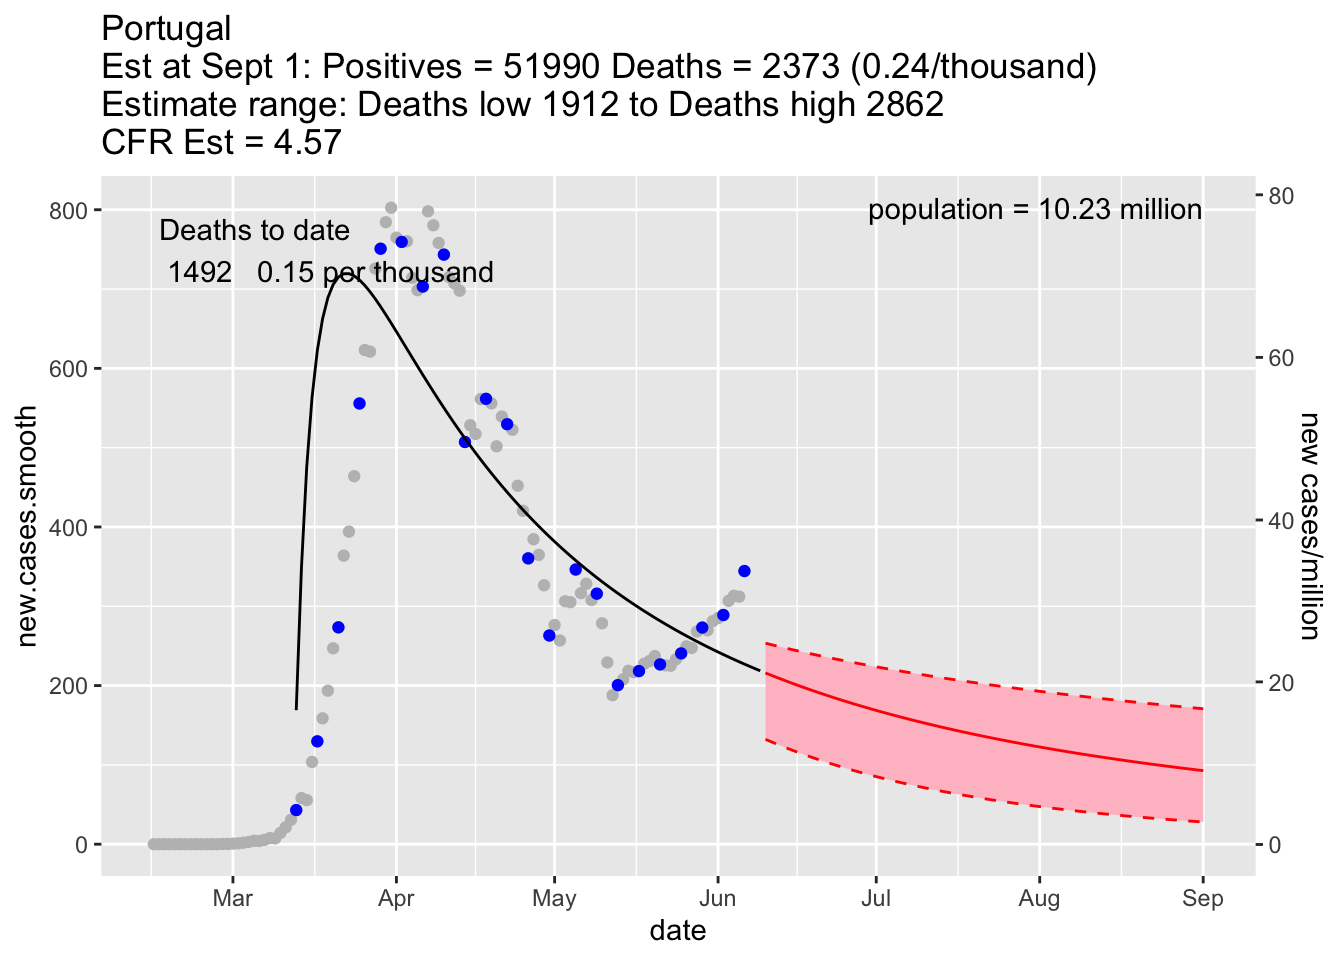 Portugal
Est at Sept 1: Positives = 51990 Deaths = 2373 (0.24/thousand)
Estimate range: Deaths low 1912 to Deaths high 2862
CFR Est = 4.57
800
600
400
200
0
new.cases.smooth
Deaths to date
1492 0.15 per thousand
population = 10.23 million
80
60
40
20
0
new cases/million
Mar Apr May Jun Jul Aug Sep
date